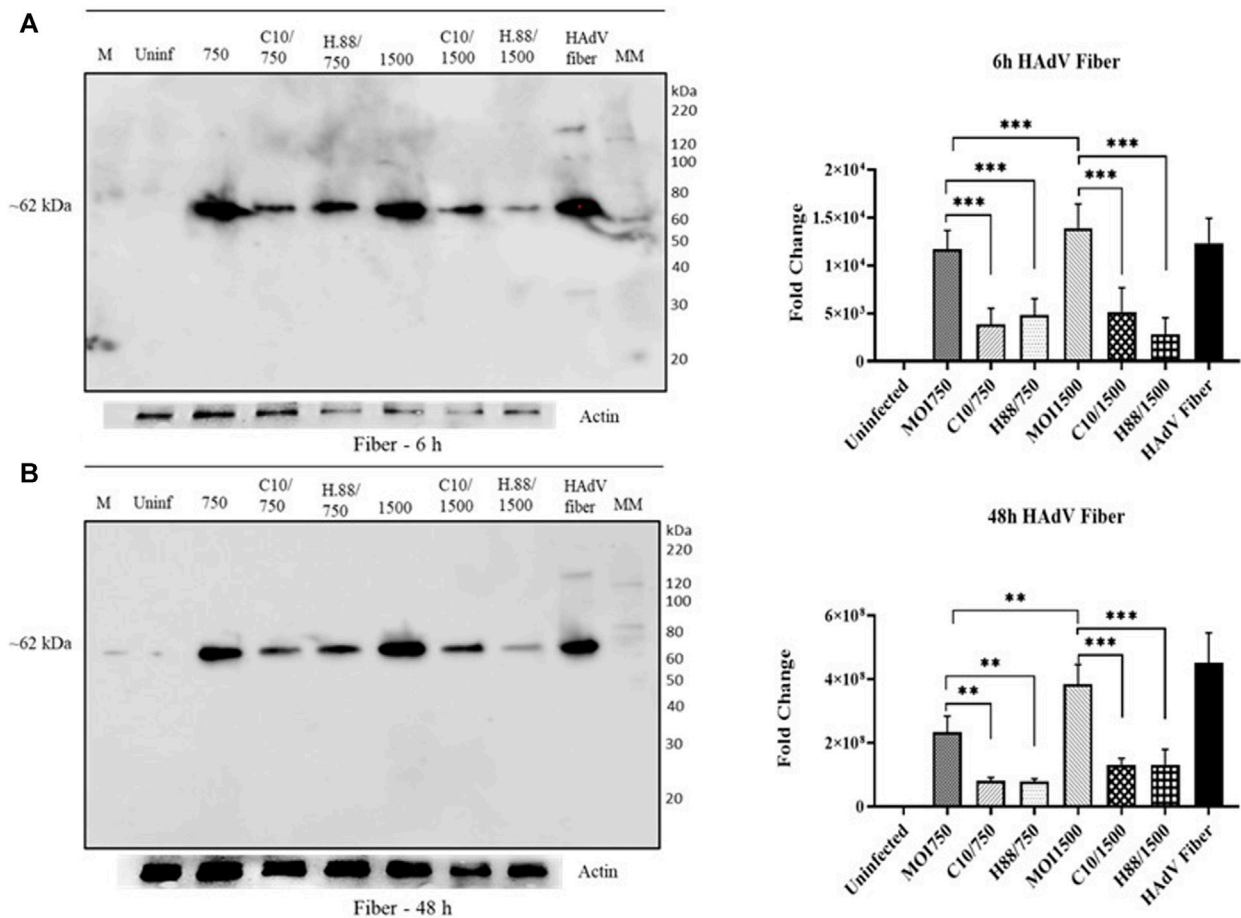 A
M Uninf 750 C10/ 750 H.88/ 750 1500 C10/ 1500 H.88/ 1500 HAdV fiber MM
kDa
220
120
100
80
~62 kDa
60
50
40
30
20
Actin
Fiber - 6 h
6h HAdV Fiber
Fold Change
2×10⁴
1.5×10⁴
1×10⁴
5×10³
0
*** *** *** *** ***
Uninfected
MOI750
C10/750
H88/750
MOI1500
C10/1500
H88/1500
HAdV Fiber
B
M Uninf 750 C10/ 750 H.88/ 750 1500 C10/ 1500 H.88/ 1500 HAdV fiber MM
kDa
220
120
100
80
~62 kDa
60
50
40
30
20
Actin
Fiber - 48 h
48h HAdV Fiber
Fold Change
6×10⁸
4×10⁸
2×10⁸
0
** *** *** ** **
Uninfected
MOI750
C10/750
H88/750
MOI1500
C10/1500
H88/1500
HAdV Fiber